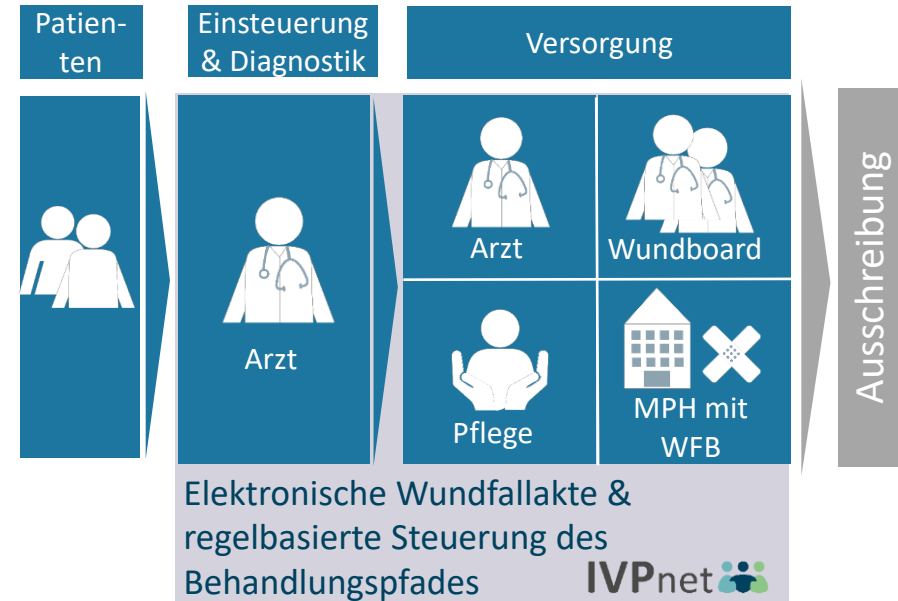 Patien-
ten
Einsteuerung
& Diagnostik
Versorgung
Arzt
Arzt
Wundboard
Pflege
MPH mit
WFB
Ausschreibung
Elektronische Wundfallakte &
regelbasierte Steuerung des
Behandlungspfades
IVPnet